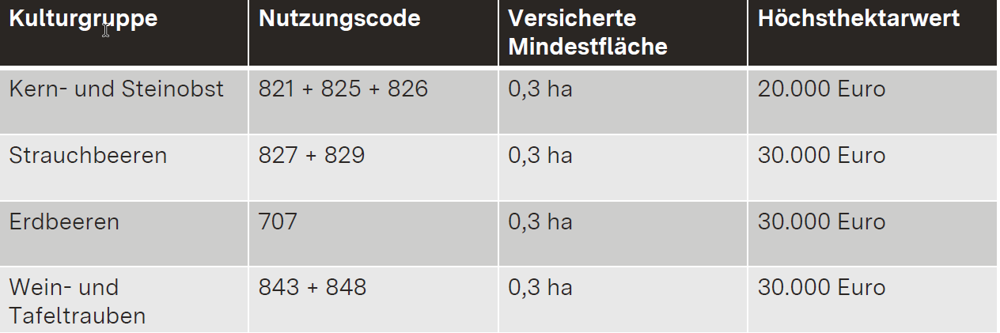 Kulturgruppe Nutzungscode Versicherte Mindestfläche Höchsthektarwert
Kern- und Steinobst 821 + 825 + 826 0,3 ha 20.000 Euro
Strauchbeeren 827 + 829 0,3 ha 30.000 Euro
Erdbeeren 707 0,3 ha 30.000 Euro
Wein- und Tafeltrauben 843 + 848 0,3 ha 30.000 Euro